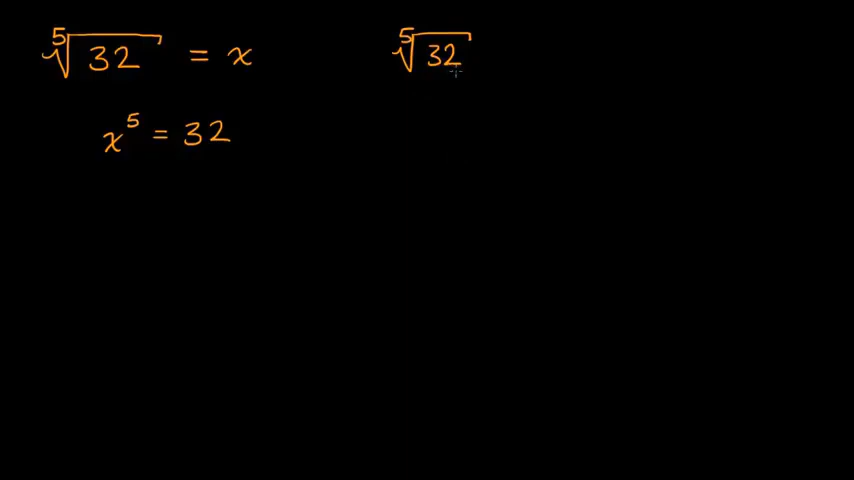 ⁵√32 = x
⁵√32
x⁵ = 32